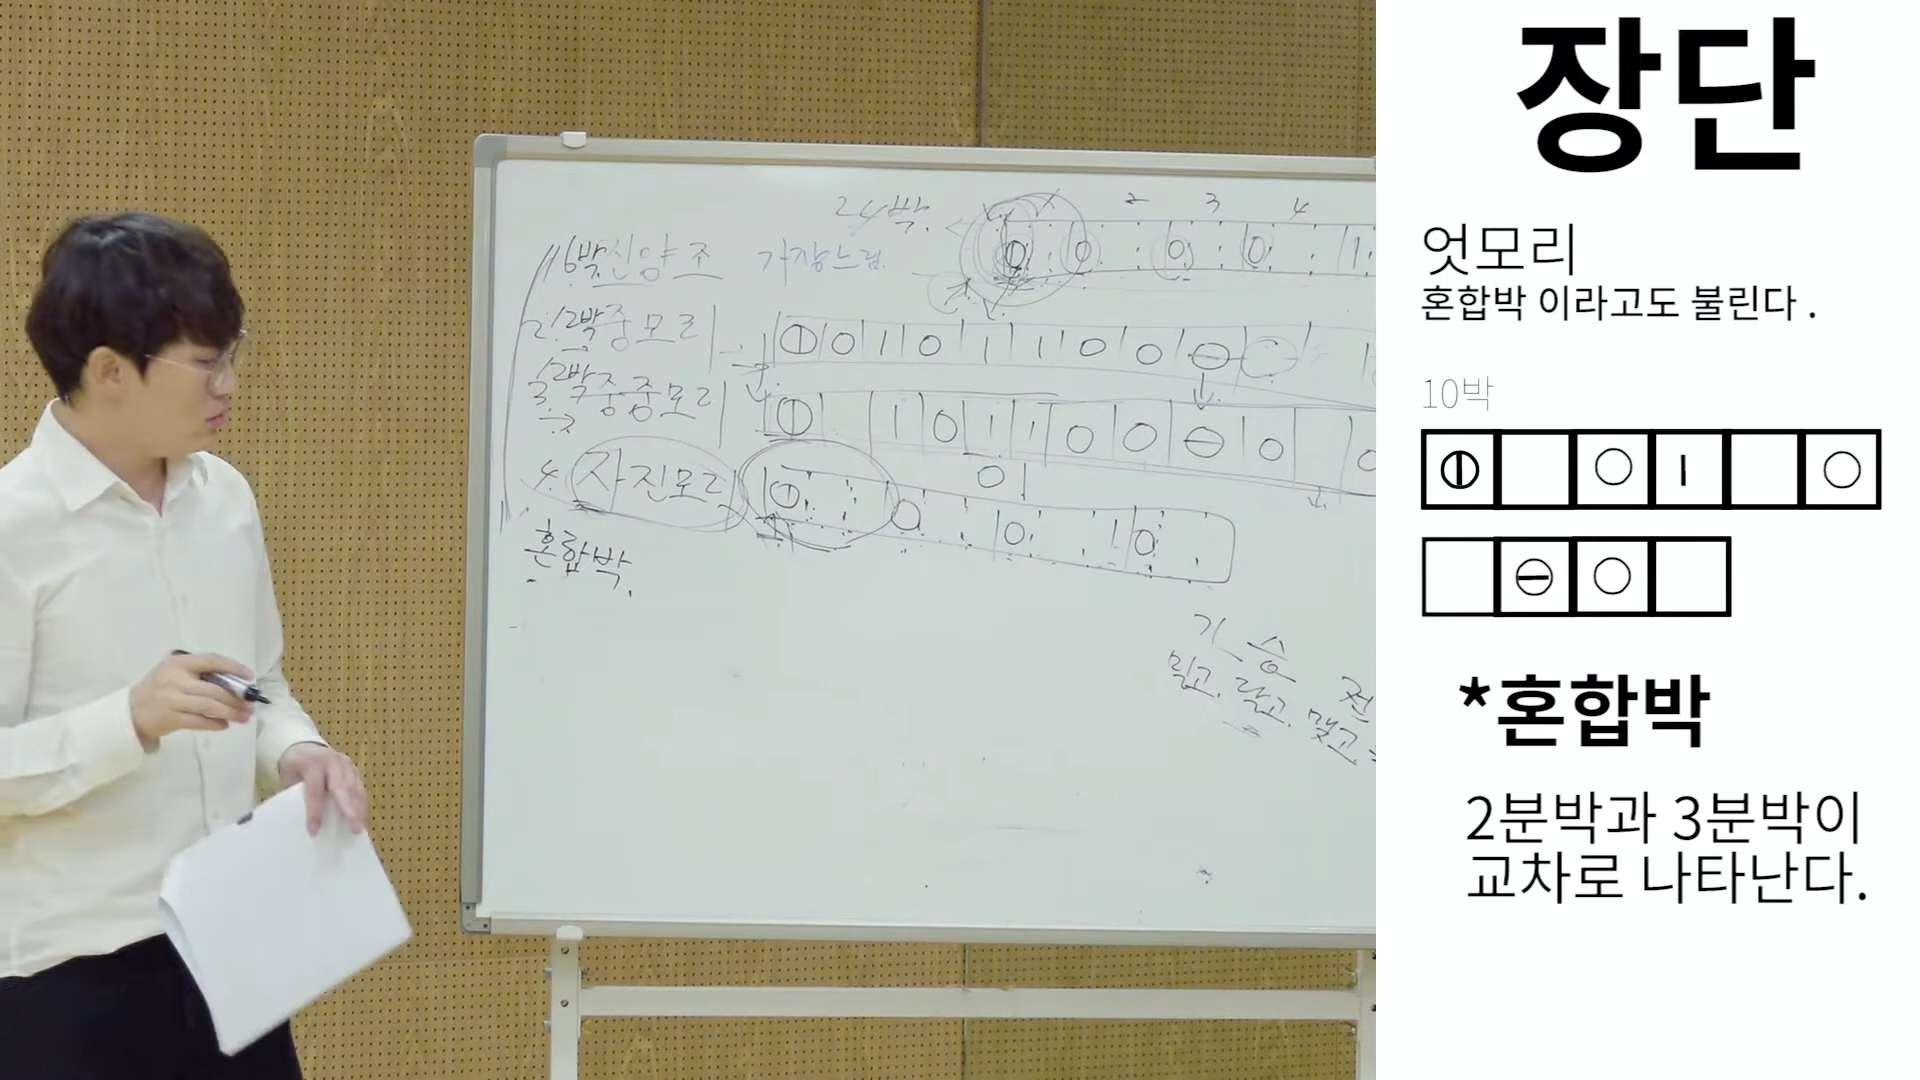 24박.
2 3 4
16박 진양조 가장느림.
2. 12박 중모리
3. 12박 중중모리
4. 자진모리
혼합박.
기 승
밀고. 달고. 맺고.
전
장단
엇모리
혼합박 이라고도 불린다 .
10박
*혼합박
2분박과 3분박이
교차로 나타난다.